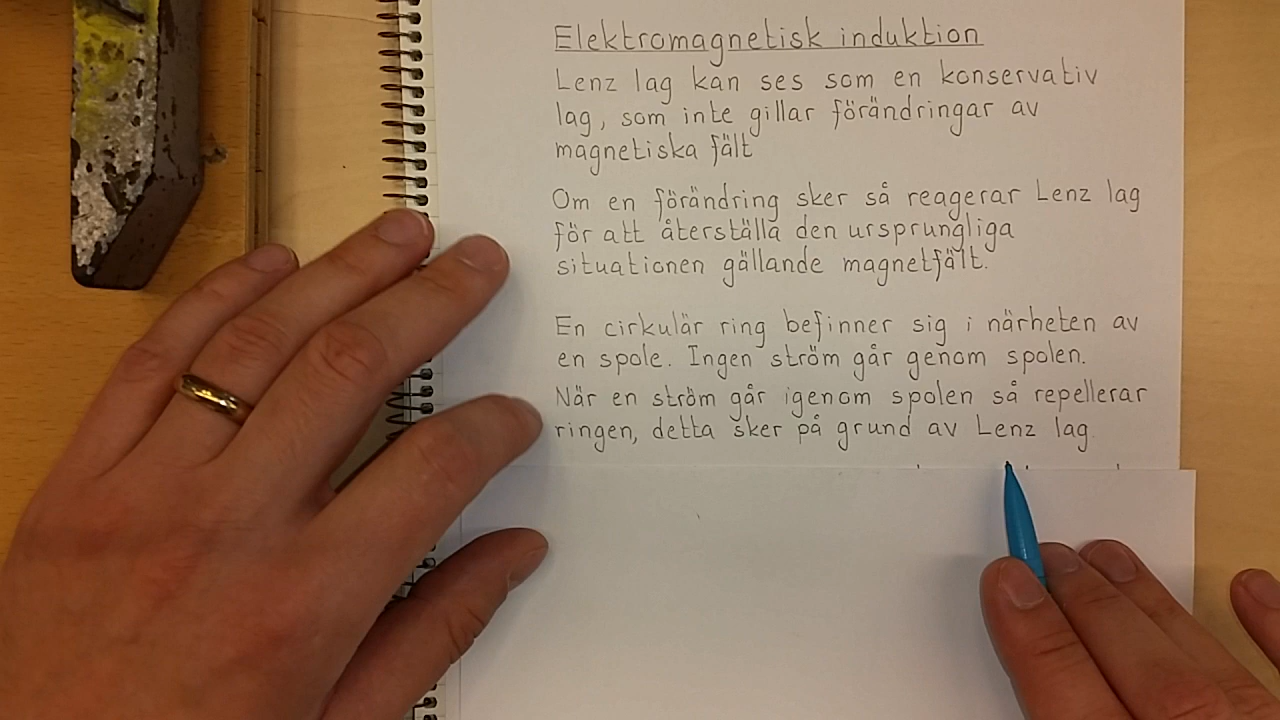 Elektromagnetisk induktion
Lenz lag kan ses som en konservativ
lag, som inte gillar förändringar av
magnetiska fält
Om en förändring sker så reagerar Lenz lag
för att återställa den ursprungliga
situationen gällande magnetfält.
En cirkulär ring befinner sig i närheten av
en spole. Ingen ström går genom spolen.
När en ström går igenom spolen så repellerar
ringen, detta sker på grund av Lenz lag.